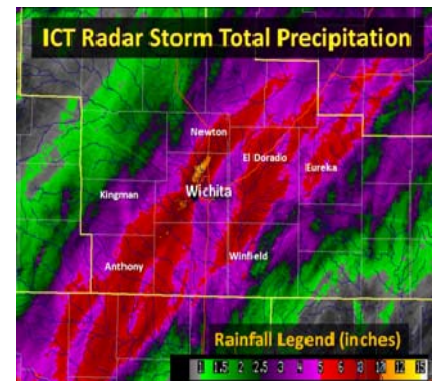 ICT Radar Storm Total Precipitation
Newton
El Dorado
Eureka
Kingman
Wichita
Anthony
Winfield
Rainfall Legend (inches)
1 1.5 2 2.5 3 4 5 6 8 10 12 15